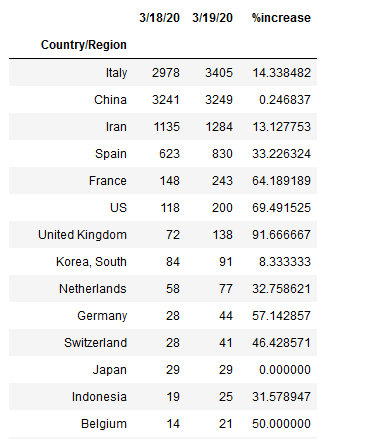 3/18/20 3/19/20 %increase
Country/Region
Italy 2978 3405 14.338482
China 3241 3249 0.246837
Iran 1135 1284 13.127753
Spain 623 830 33.226324
France 148 243 64.189189
US 118 200 69.491525
United Kingdom 72 138 91.666667
Korea, South 84 91 8.333333
Netherlands 58 77 32.758621
Germany 28 44 57.142857
Switzerland 28 41 46.428571
Japan 29 29 0.000000
Indonesia 19 25 31.578947
Belgium 14 21 50.000000